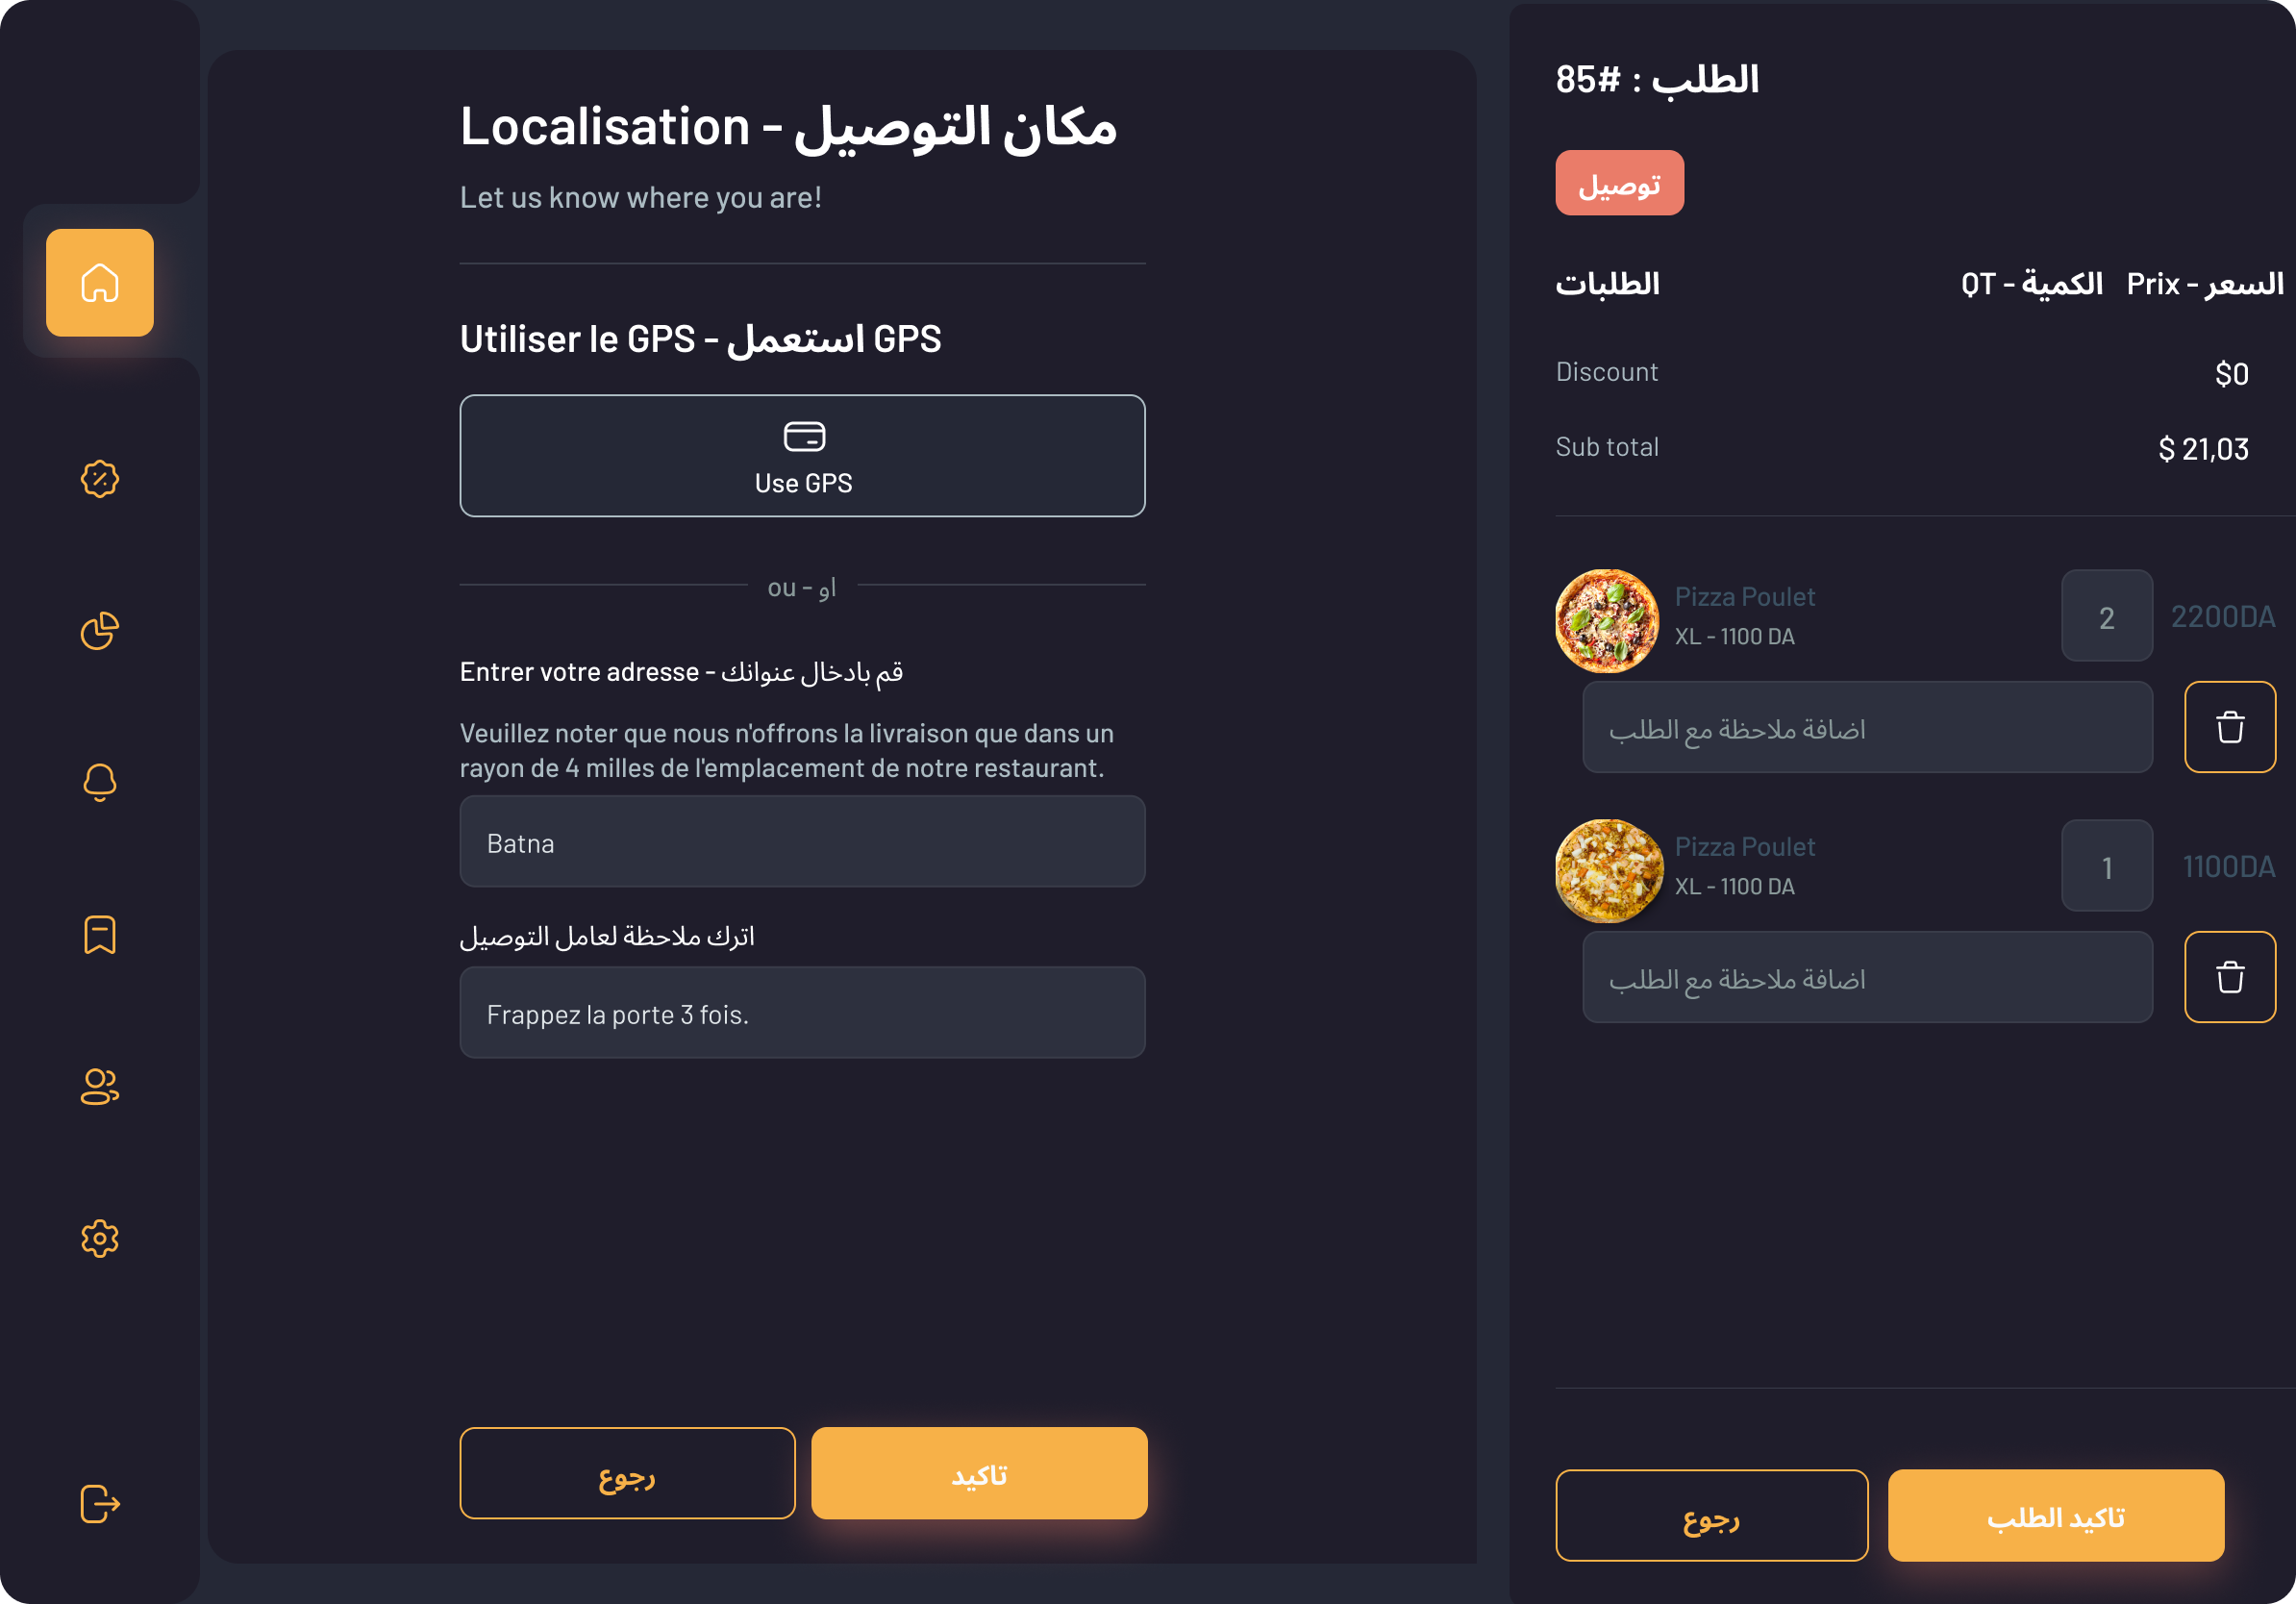 Localisation - مكان التوصيل
Let us know where you are!
Utiliser le GPS - استعمل GPS
Use GPS
ou - او
Entrer votre adresse - قم بادخال عنوانك
Veuillez noter que nous n'offrons la livraison que dans un
rayon de 4 milles de l'emplacement de notre restaurant.
Batna
اترك ملاحظة لعامل التوصيل
Frappez la porte 3 fois.
رجوع
تاكيد
الطلب : #85
توصيل
الطلبات
QT - الكمية
Prix - السعر
Discount
$0
Sub total
$ 21,03
Pizza Poulet
XL - 1100 DA
2
2200DA
اضافة ملاحظة مع الطلب
Pizza Poulet
XL - 1100 DA
1
1100DA
اضافة ملاحظة مع الطلب
رجوع
تاكيد الطلب